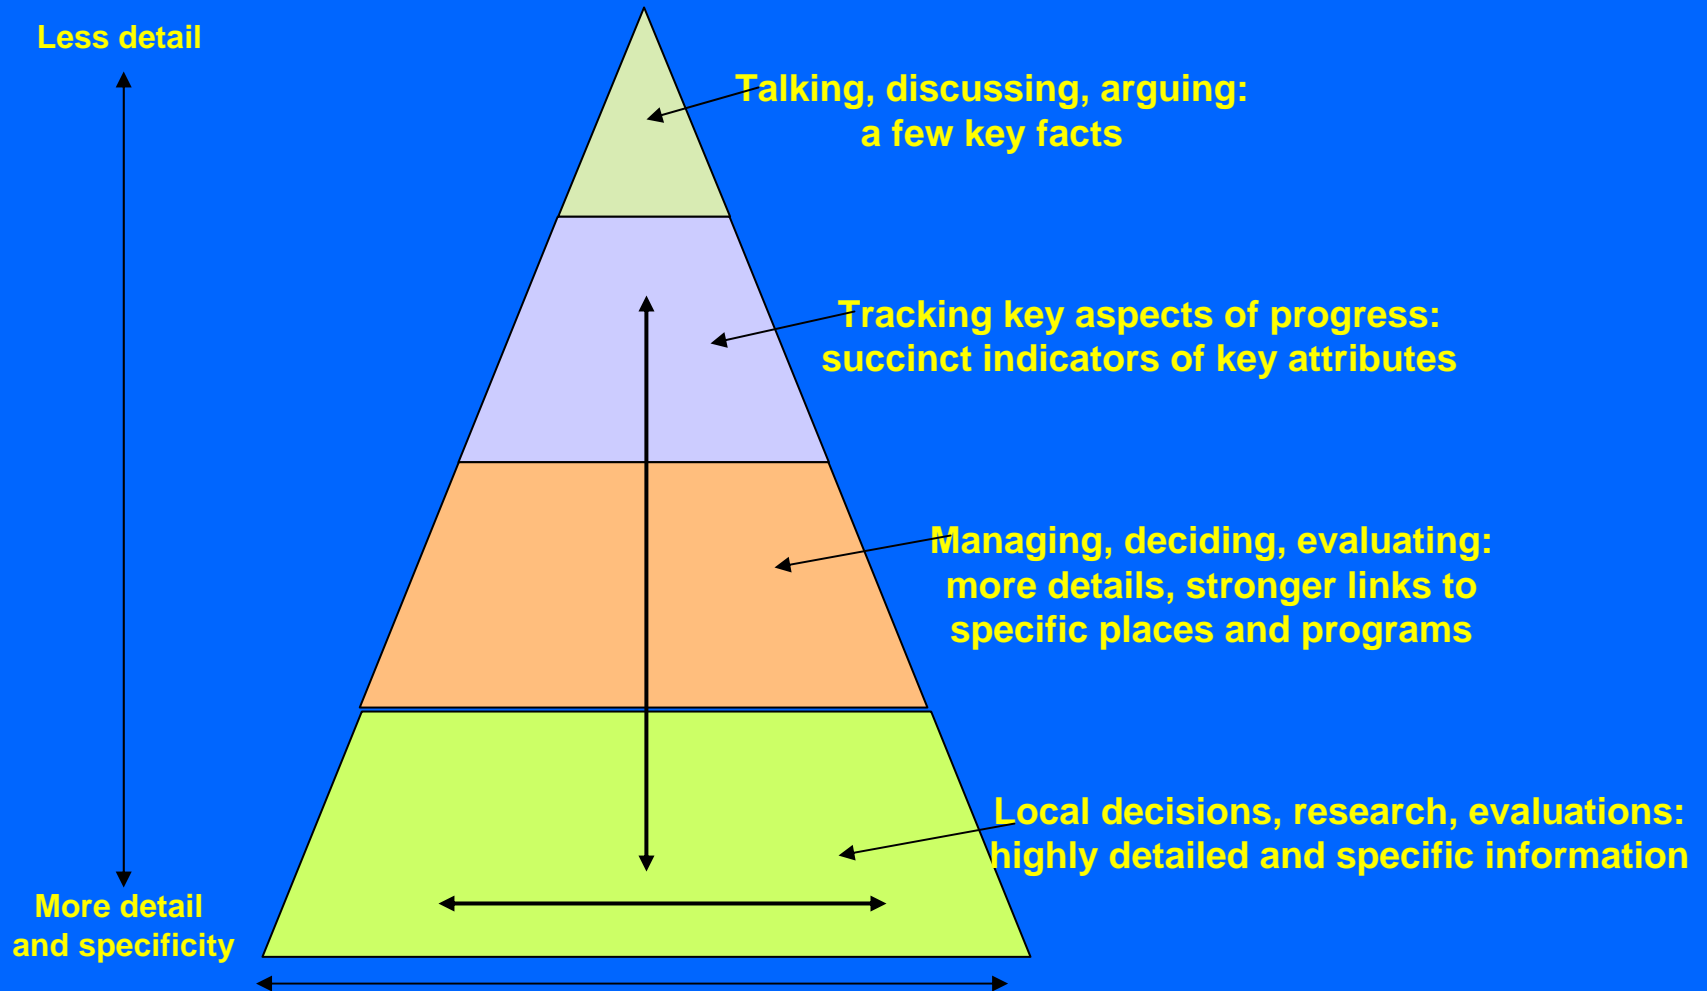 Less detail
Talking, discussing, arguing:
a few key facts
Tracking key aspects of progress:
succinct indicators of key attributes
Managing, deciding, evaluating:
more details, stronger links to
specific places and programs
Local decisions, research, evaluations:
highly detailed and specific information
More detail
and specificity